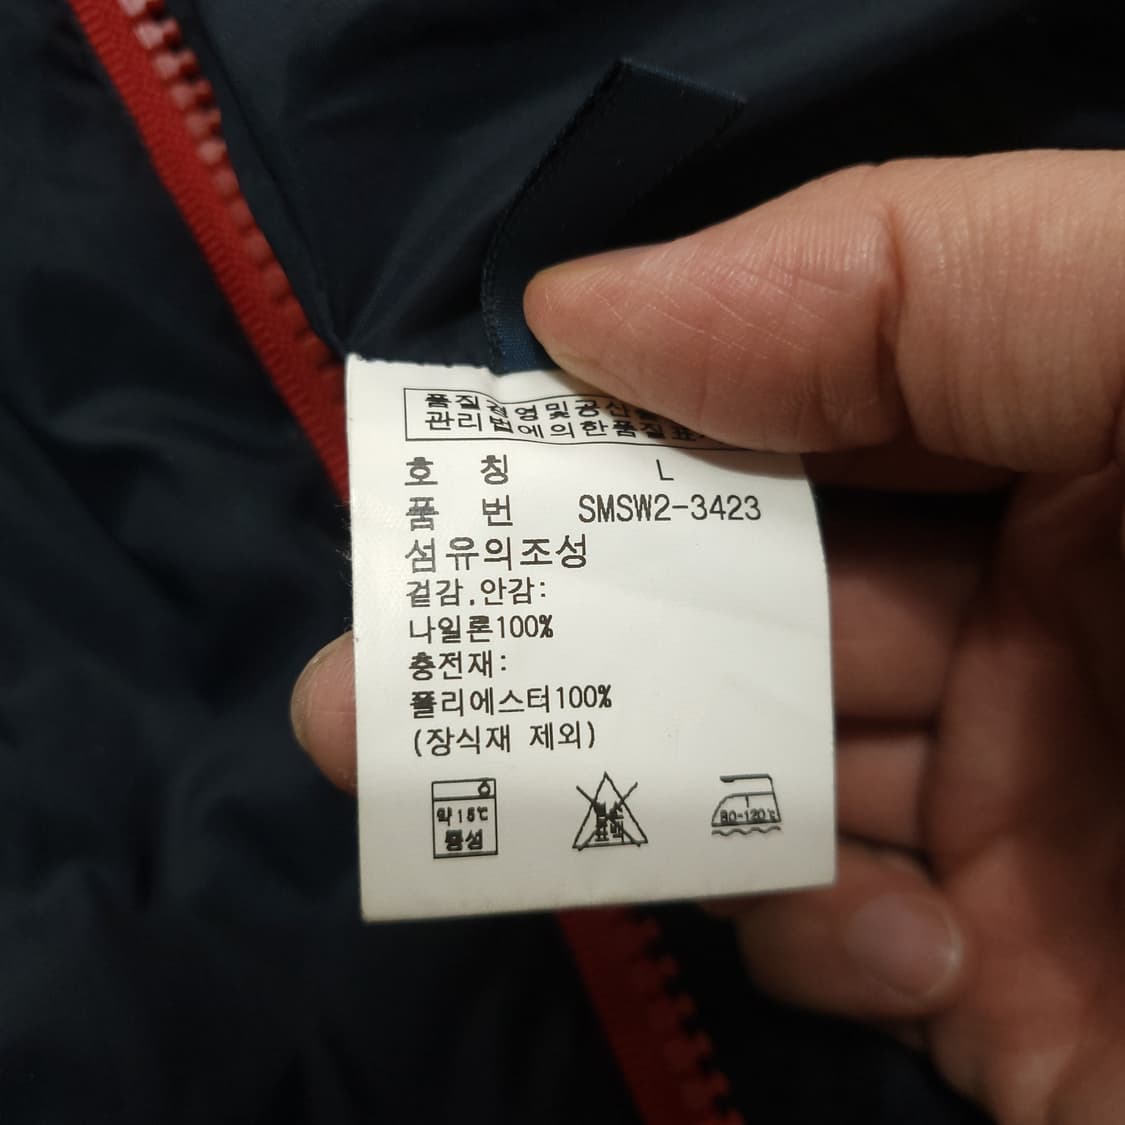 품질경영및공산
관리법에의한품질표
호 칭 L
품 번 SMSW2-3423
섬유의조성
겉감,안감:
나일론100%
충전재:
폴리에스터100%
(장식재 제외)
약15℃
중성
표백
80-120℃